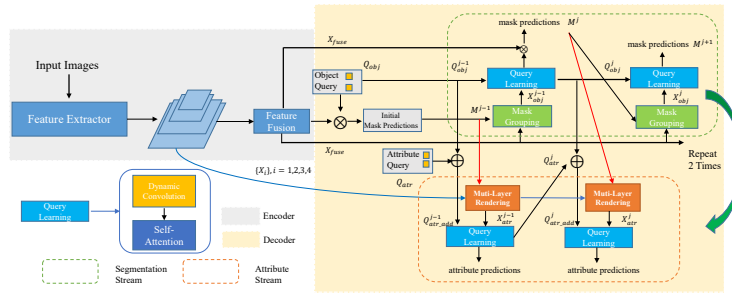 mask predictions M^j
X_fuse
mask predictions M^{j+1}
Input Images
Q_obj
Q_obj^{j-1}
Q_obj^j
Object
Query
Query
Learning
Query
Learning
X_obj^{j-1}
X_obj^j
Feature Extractor
Feature
Fusion
Initial
Mask Predictions
M^{j-1}
Mask
Grouping
Mask
Grouping
X_fuse
Repeat
2 Times
Attribute
Query
Q_atr^j
{X_i}, i = 1,2,3,4
Q_atr
Dynamic
Convolution
Muti-Layer
Rendering
Muti-Layer
Rendering
Query
Learning
Self-
Attention
Encoder
Decoder
Q_atr_add^{j-1}
X_atr^{j-1}
Q_atr_add^j
X_atr^j
Query
Learning
Query
Learning
Segmentation
Stream
Attribute
Stream
attribute predictions
attribute predictions